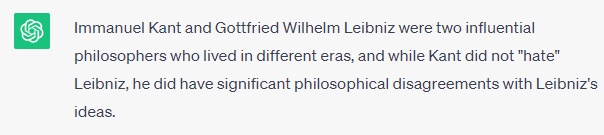 Immanuel Kant and Gottfried Wilhelm Leibniz were two influential
philosophers who lived in different eras, and while Kant did not "hate"
Leibniz, he did have significant philosophical disagreements with Leibniz's
ideas.